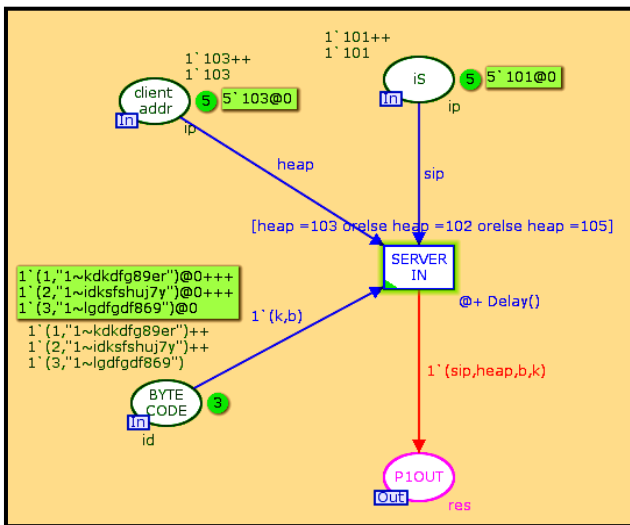 1`101++
1`101
1`103++
1`103
client
addr
In
5
5`103@0
ip
iS
In
5
5`101@0
ip
heap
sip
[heap =103 orelse heap =102 orelse heap =105]
SERVER
IN
@+ Delay()
1`(1,"1~kdkdfg89er")@0+++
1`(2,"1~idksfshuj7y")@0+++
1`(3,"1~lgdfgdf869")@0
1`(1,"1~kdkdfg89er")++
1`(2,"1~idksfshuj7y")++
1`(3,"1~lgdfgdf869")
1`(k,b)
BYTE
CODE
In
3
id
1`(sip,heap,b,k)
P1OUT
Out
res